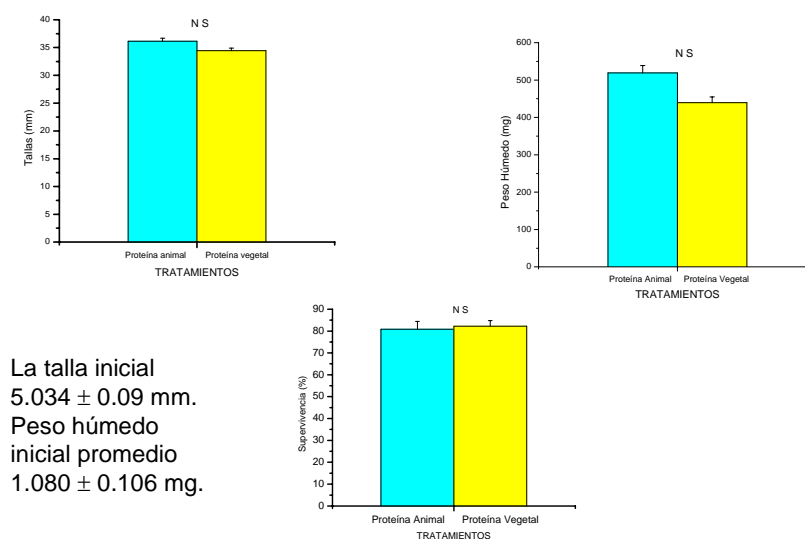 N S
40
35
30
25
20
15
10
5
0
Tallas (mm)
Proteína animal Proteína vegetal
TRATAMIENTOS
N S
600
500
400
300
200
100
0
Peso Húmedo (mg)
Proteína Animal Proteína Vegetal
TRATAMIENTOS
N S
90
80
70
60
50
40
30
20
10
0
Supervivencia (%)
Proteína Animal Proteína Vegetal
TRATAMIENTOS
La talla inicial
5.034 ± 0.09 mm.
Peso húmedo
inicial promedio
1.080 ± 0.106 mg.